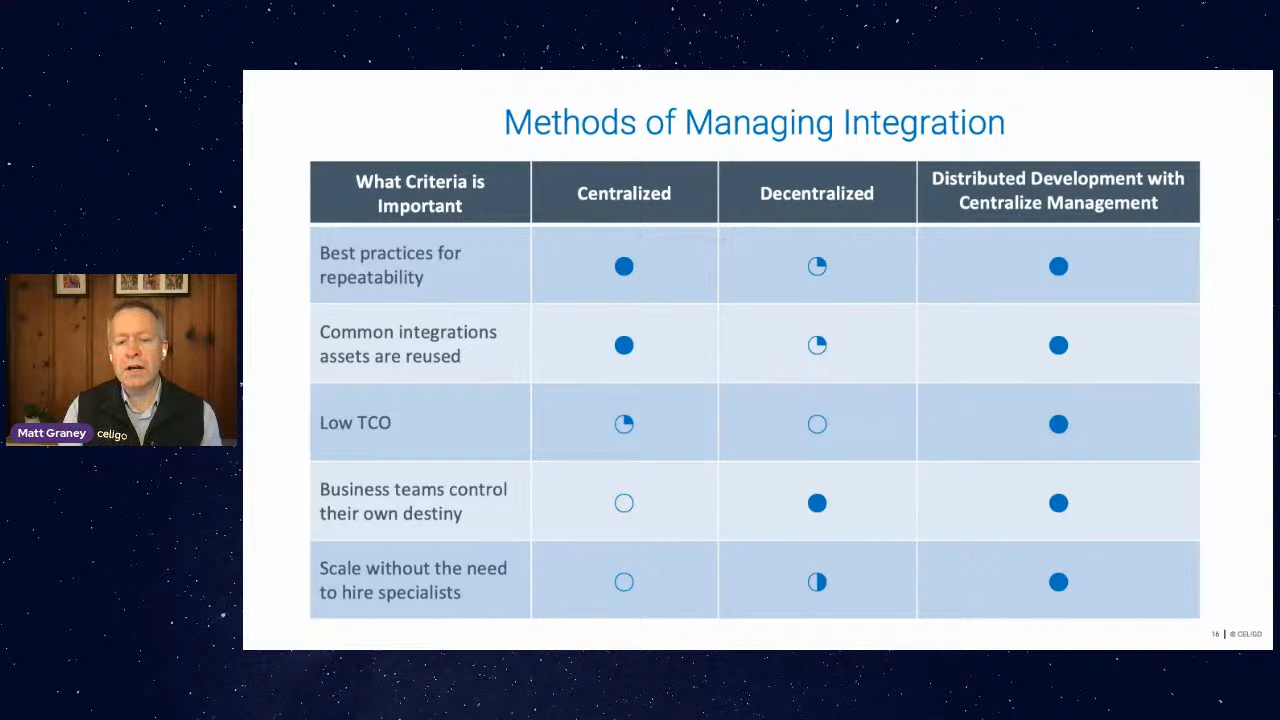 Methods of Managing Integration
What Criteria is
Important
Centralized
Decentralized
Distributed Development with
Centralize Management
Best practices for
repeatability
Common integrations
assets are reused
Low TCO
Business teams control
their own destiny
Scale without the need
to hire specialists
Matt Graney
celigo
16 | © CELIGO